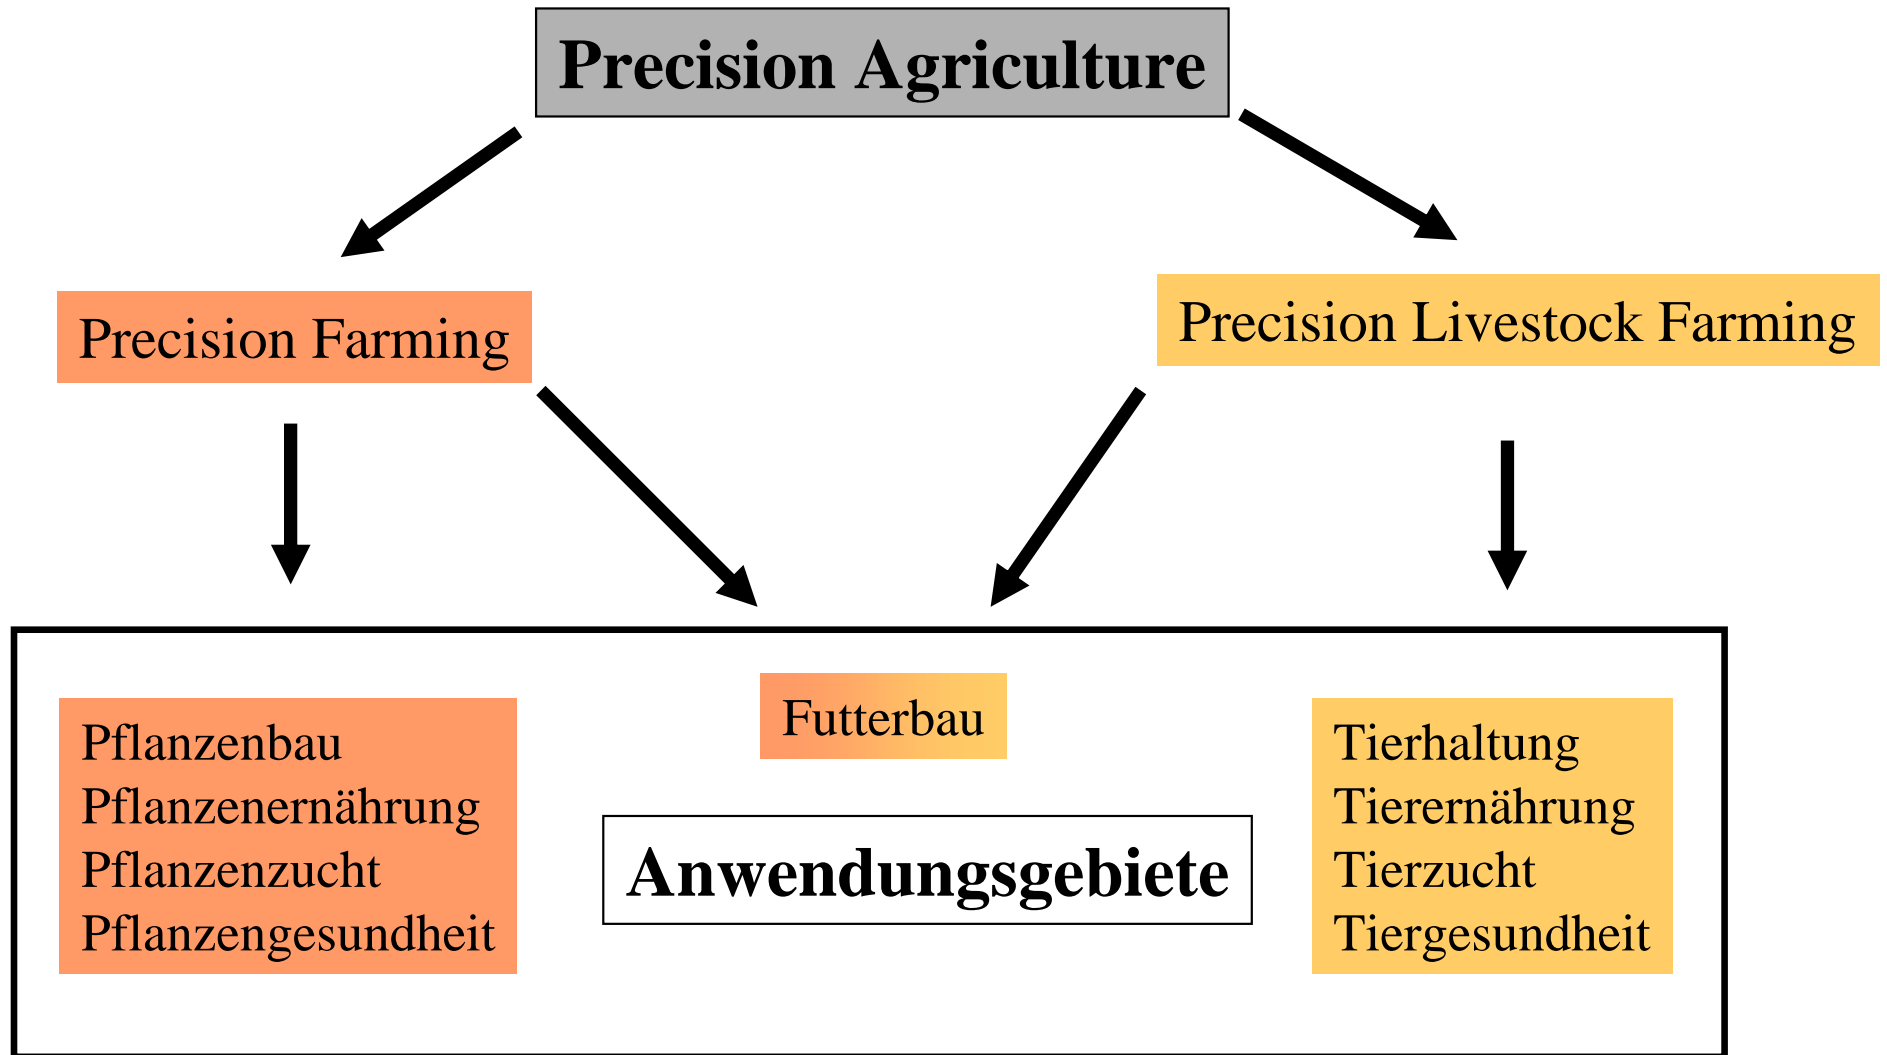 Precision Agriculture
Precision Farming
Precision Livestock Farming
Pflanzenbau
Pflanzenernährung
Pflanzenzucht
Pflanzengesundheit
Futterbau
Anwendungsgebiete
Tierhaltung
Tierernährung
Tierzucht
Tiergesundheit